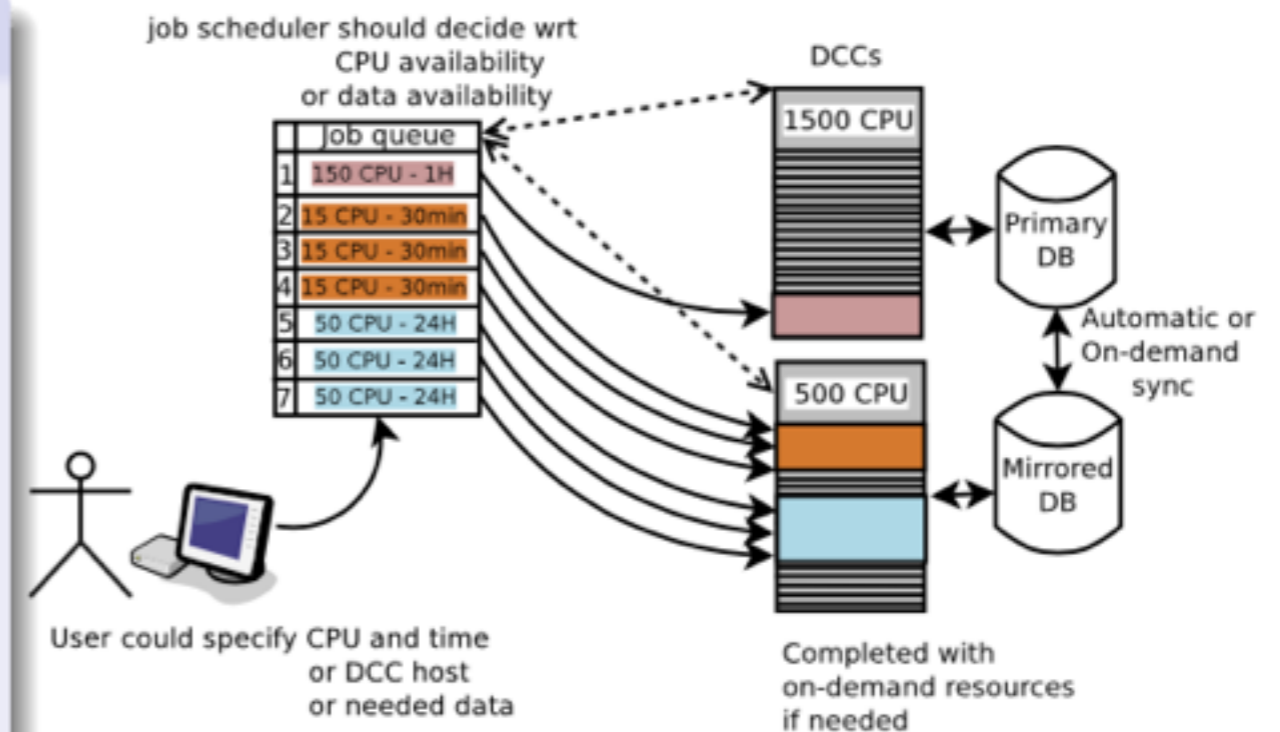 job scheduler should decide wrt
CPU availability
or data availability
Job queue
1 150 CPU - 1H
2 15 CPU - 30min
3 15 CPU - 30min
4 15 CPU - 30min
5 50 CPU - 24H
6 50 CPU - 24H
7 50 CPU - 24H
DCCs
1500 CPU
Primary
DB
Automatic or
On-demand
sync
500 CPU
Mirrored
DB
User could specify CPU and time
or DCC host
or needed data
Completed with
on-demand resources
if needed